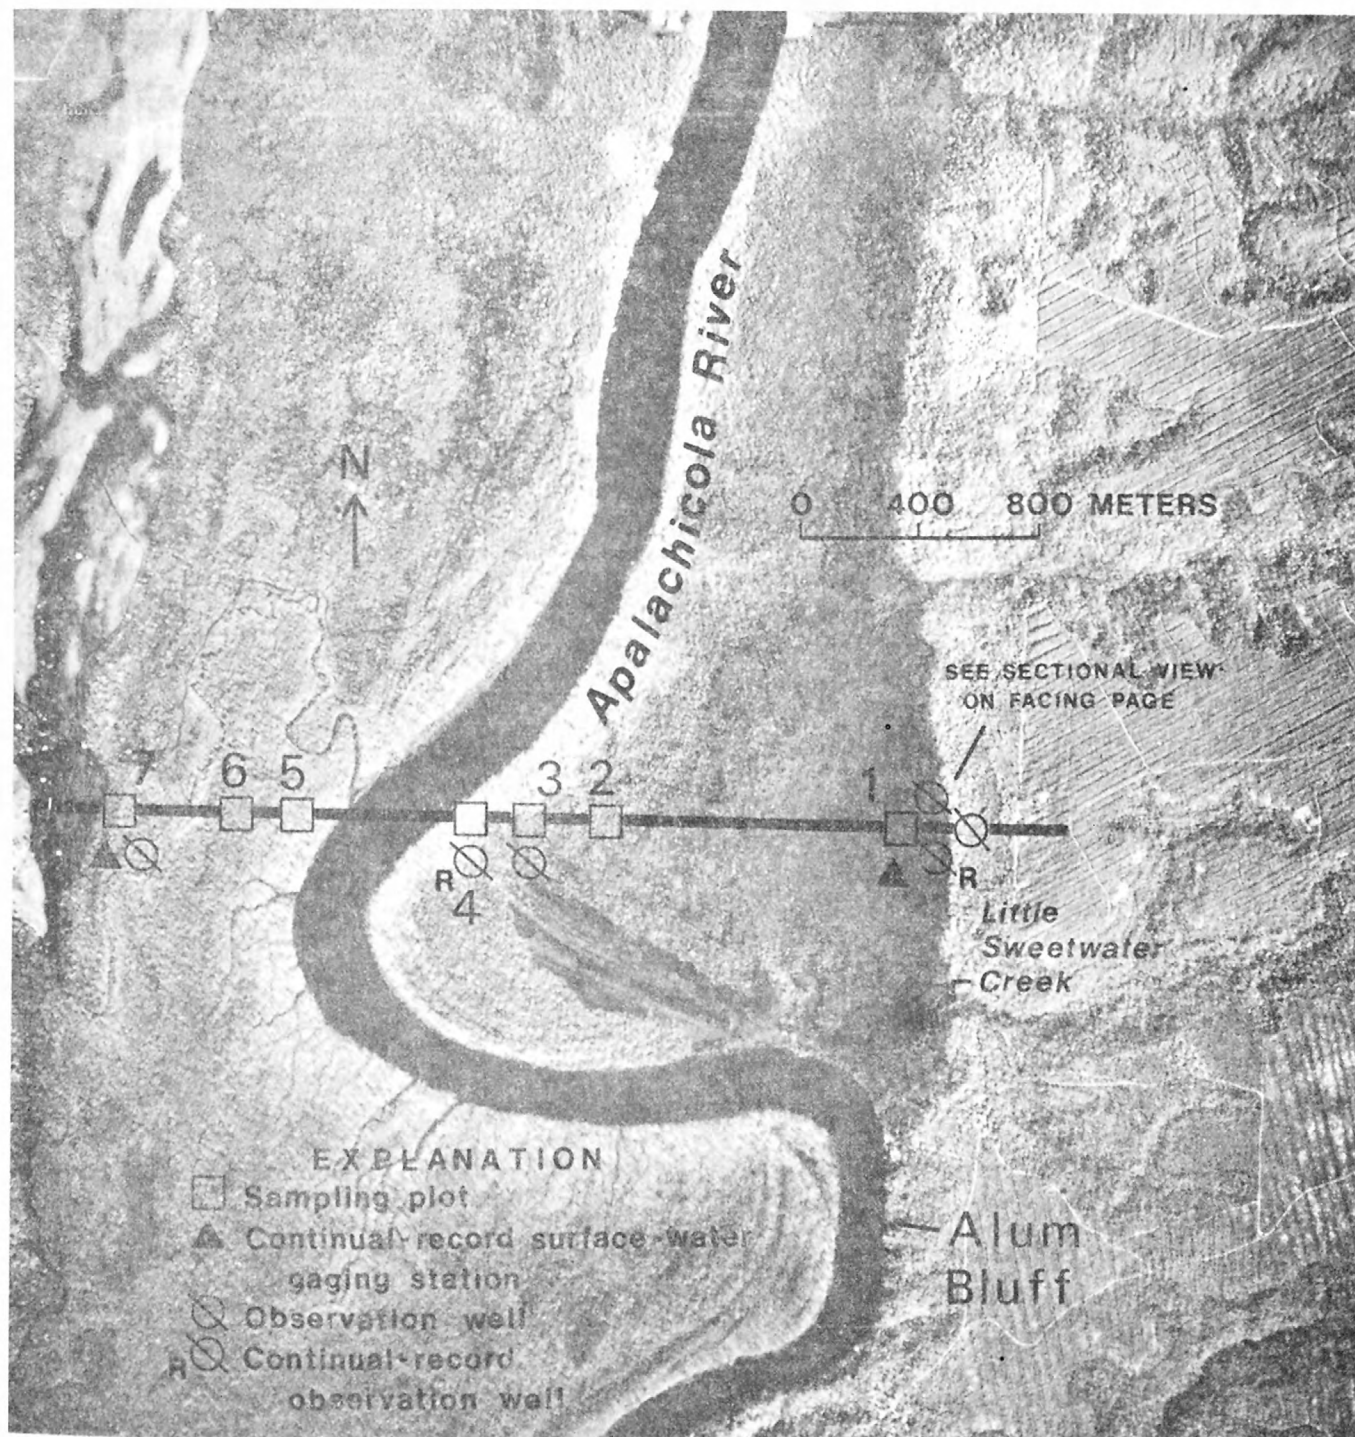 Apalachicola River
N
0 400 800 METERS
SEE SECTIONAL VIEW
ON FACING PAGE
7 6 5 3 2 1
R R
4
Little
Sweetwater
Creek
EXPLANATION
Sampling plot
Continual-record surface-water
gaging station
Observation well
R Continual-record
observation well
Alum
Bluff